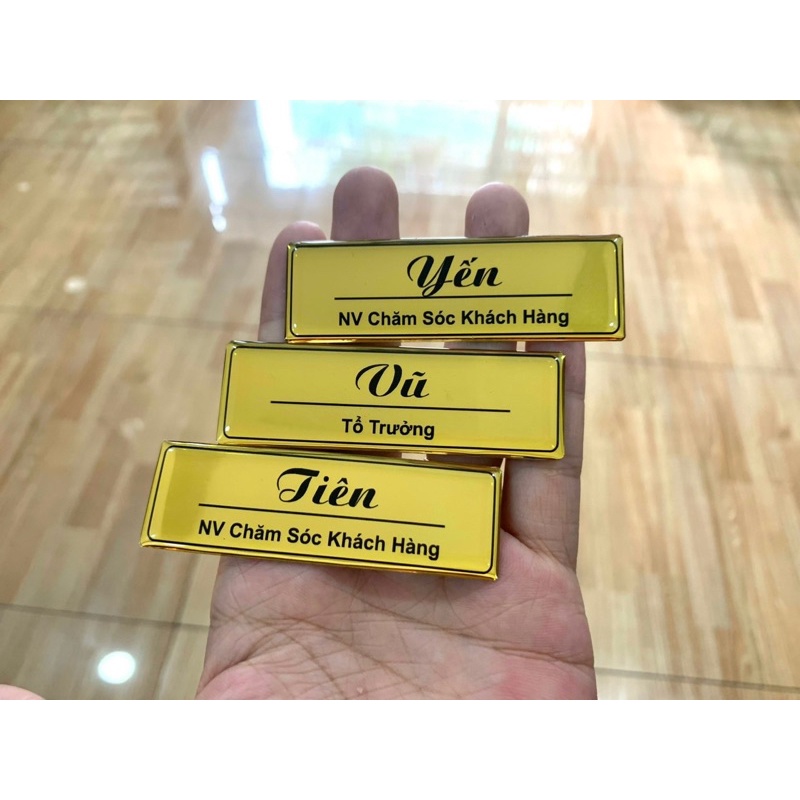 Yến
NV Chăm Sóc Khách Hàng
Vũ
Tổ Trưởng
Tiên
NV Chăm Sóc Khách Hàng